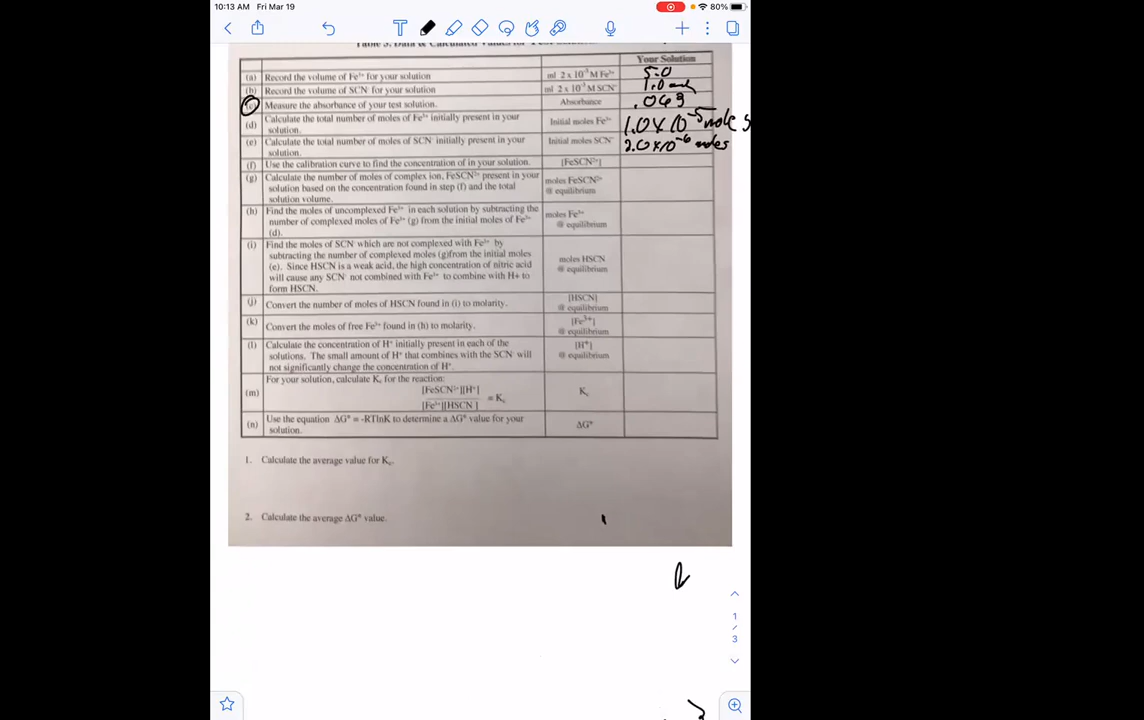 10:13 AM Fri Mar 19
80%
Your Solution
(a) Record the volume of Fe³⁺ for your solution ml 2 x 10⁻³ M Fe³⁺ 5.0
(b) Record the volume of SCN⁻ for your solution ml 2 x 10⁻³ M SCN⁻ 1.0
(c) Measure the absorbance of your test solution. Absorbance .063
(d) Calculate the total number of moles of Fe³⁺ initially present in your solution. Initial moles Fe³⁺ 1.0 x 10⁻⁵ moles
(e) Calculate the total number of moles of SCN⁻ initially present in your solution. Initial moles SCN⁻ 2.0 x 10⁻⁶ moles
(f) Use the calibration curve to find the concentration of in your solution. [FeSCN²⁺]
(g) Calculate the number of moles of complex ion, FeSCN²⁺ present in your solution based on the concentration found in step (f) and the total solution volume. moles FeSCN²⁺ @ equilibrium
(h) Find the moles of uncomplexed Fe³⁺ in each solution by subtracting the number of complexed moles of Fe³⁺ (g) from the initial moles of Fe³⁺ (d). moles Fe³⁺ @ equilibrium
(i) Find the moles of SCN⁻ which are not complexed with Fe³⁺ by subtracting the number of complexed moles (g)from the initial moles (e). Since HSCN is a weak acid, the high concentration of nitric acid will cause any SCN⁻ not combined with Fe³⁺ to combine with H+ to form HSCN. moles HSCN @ equilibrium
(j) Convert the number of moles of HSCN found in (i) to molarity. [HSCN] @ equilibrium
(k) Convert the moles of free Fe³⁺ found in (h) to molarity. [Fe³⁺] @ equilibrium
(l) Calculate the concentration of H⁺ initially present in each of the solutions. The small amount of H⁺ that combines with the SCN⁻ will not significantly change the concentration of H⁺. [H⁺] @ equilibrium
(m) For your solution, calculate Kc for the reaction:
[FeSCN²⁺][H⁺]
[Fe³⁺][HSCN ] = Kc Kc
(n) Use the equation ΔG° = -RTlnK to determine a ΔG° value for your solution. ΔG°
1. Calculate the average value for Kc.
2. Calculate the average ΔG° value.
1
/
3